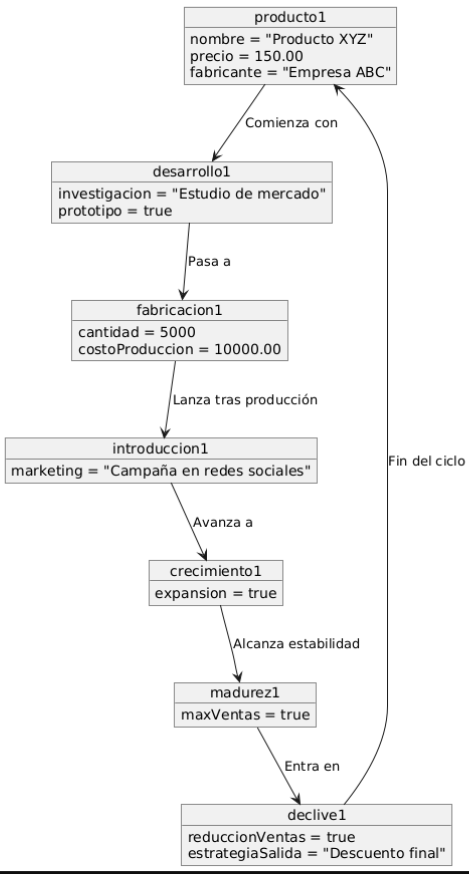 producto1
nombre = "Producto XYZ"
precio = 150.00
fabricante = "Empresa ABC"
Comienza con
desarrollo1
investigacion = "Estudio de mercado"
prototipo = true
Pasa a
fabricacion1
cantidad = 5000
costoProduccion = 10000.00
Lanza tras producción
introduccion1
marketing = "Campaña en redes sociales"
Fin del ciclo
Avanza a
crecimiento1
expansion = true
Alcanza estabilidad
madurez1
maxVentas = true
Entra en
declive1
reduccionVentas = true
estrategiaSalida = "Descuento final"